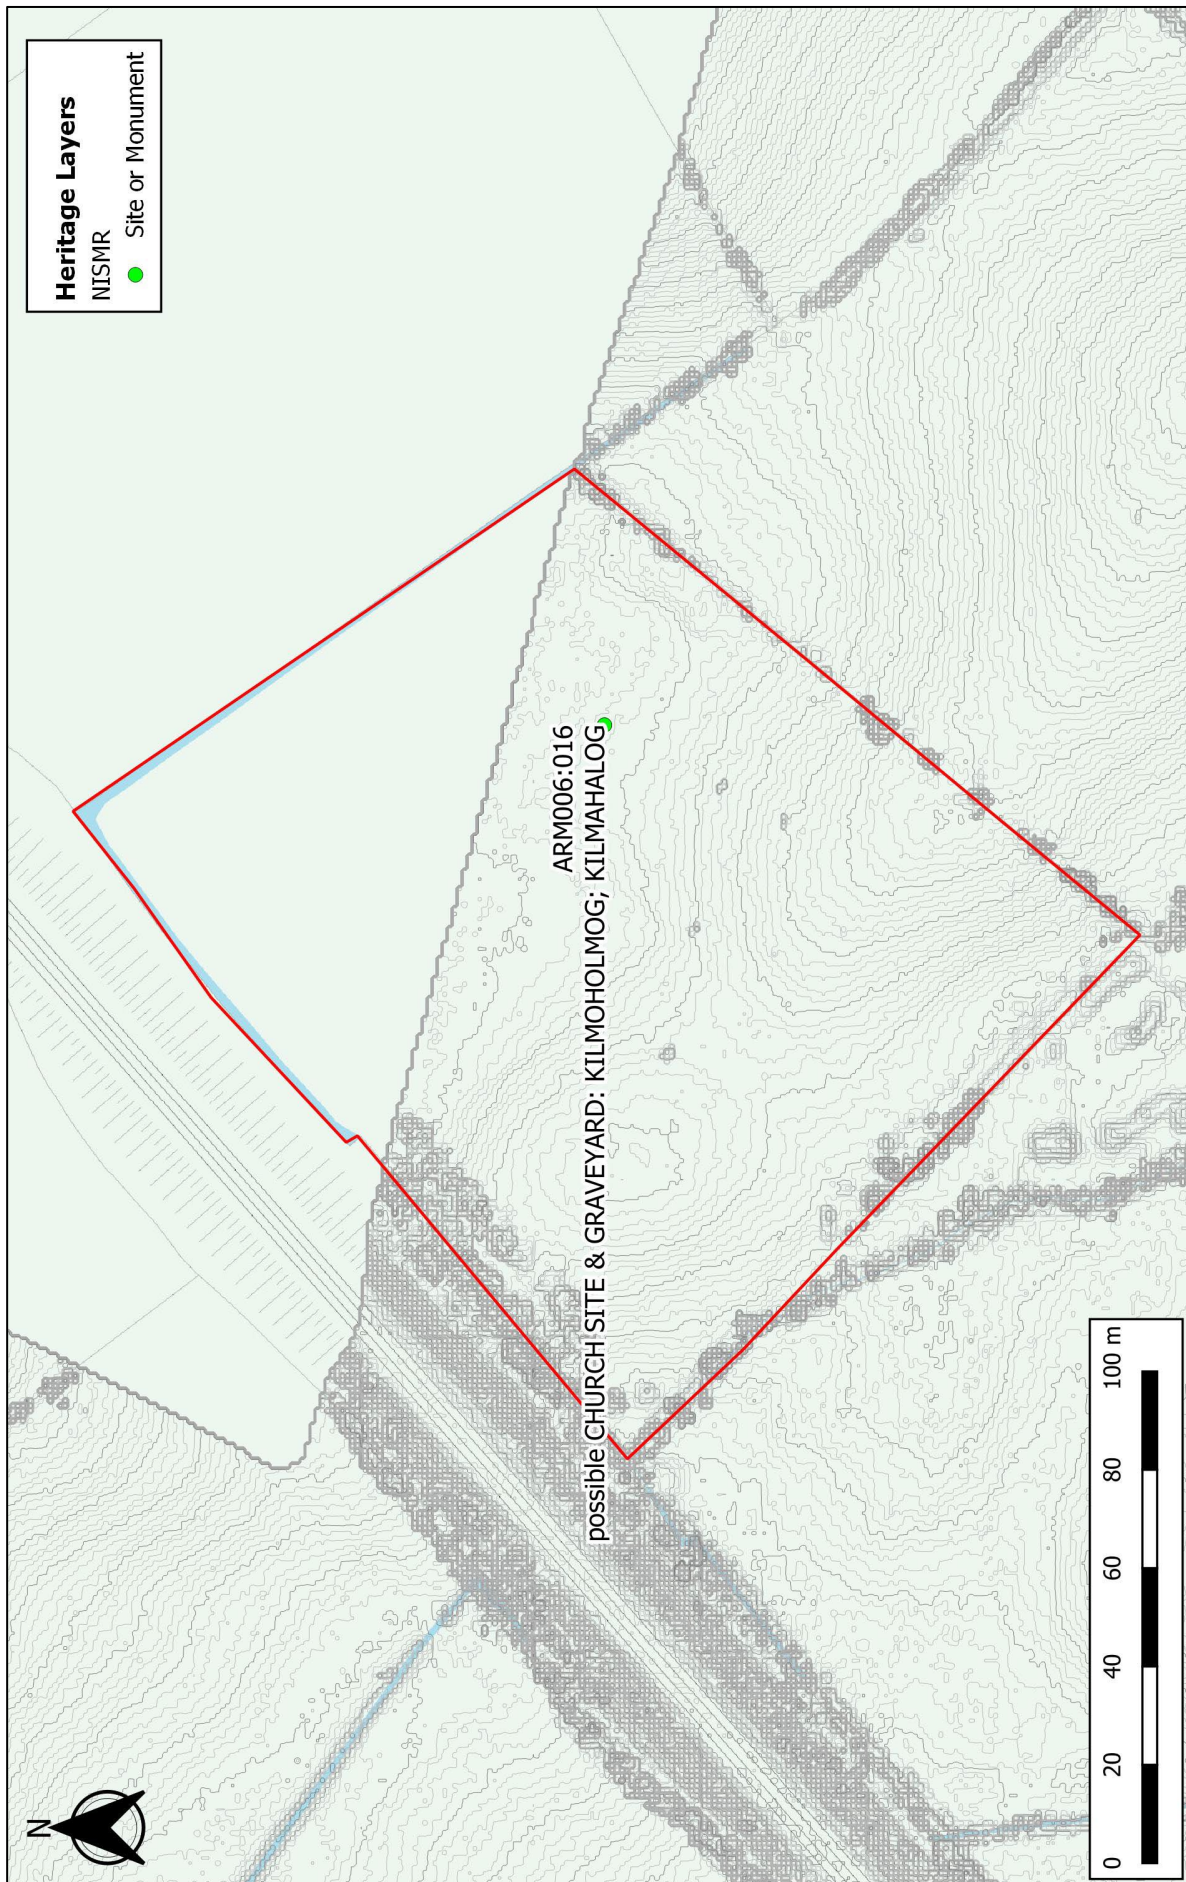 Heritage Layers
NISMR
Site or Monument
ARM006:016
possible CHURCH SITE & GRAVEYARD: KILMOHOLMOG; KILMAHALOG
N
0 20 40 60 80 100 m